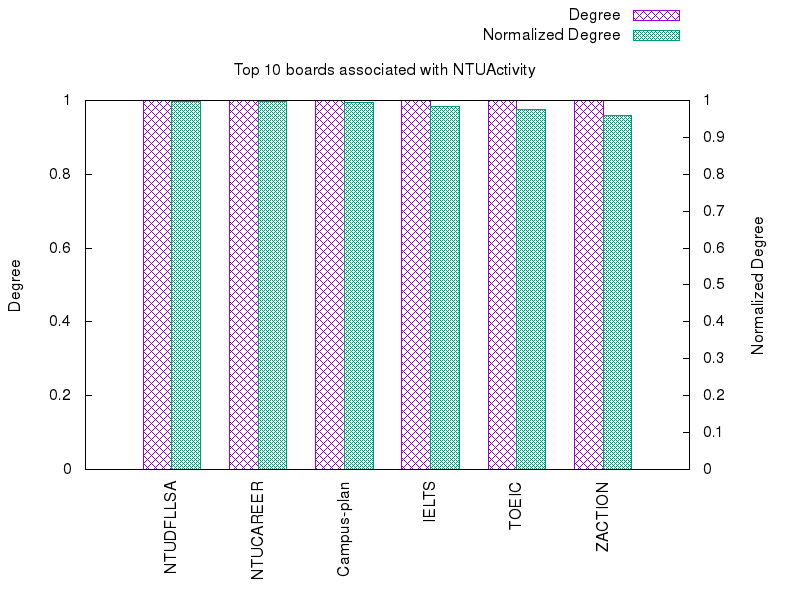 Degree
Normalized Degree
Top 10 boards associated with NTUActivity
1
0.8
0.6
0.4
0.2
0
1
0.9
0.8
0.7
0.6
0.5
0.4
0.3
0.2
0.1
0
Degree
Normalized Degree
NTUDFLLSA
NTUCAREER
Campus-plan
IELTS
TOEIC
ZACTION